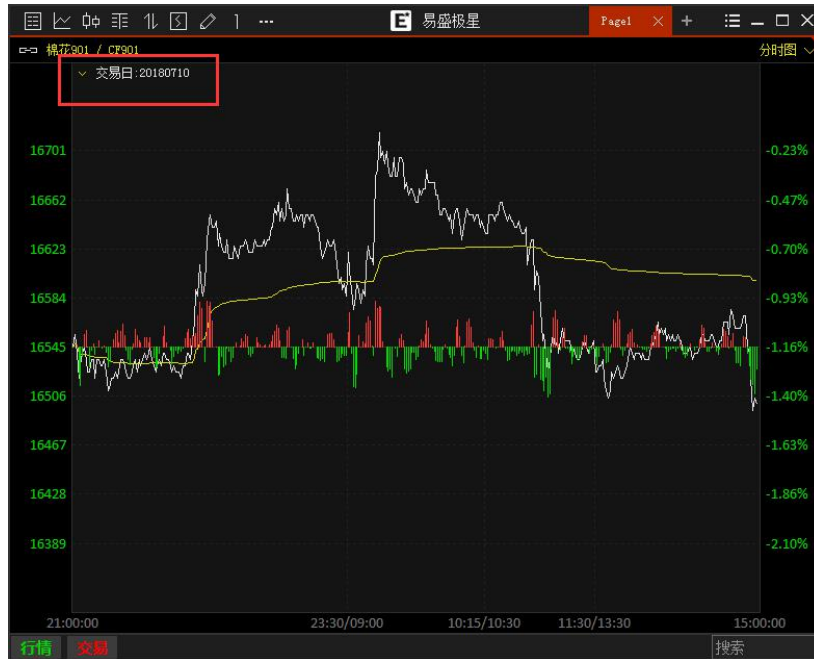 易盛极星
Page1
棉花901 / CF901
分时图
交易日:20180710
16701
-0.23%
16662
-0.47%
16623
-0.70%
16584
-0.93%
16545
-1.16%
16506
-1.40%
16467
-1.63%
16428
-1.86%
16389
-2.10%
21:00:00
23:30/09:00
10:15/10:30
11:30/13:30
15:00:00
行情
交易
搜索